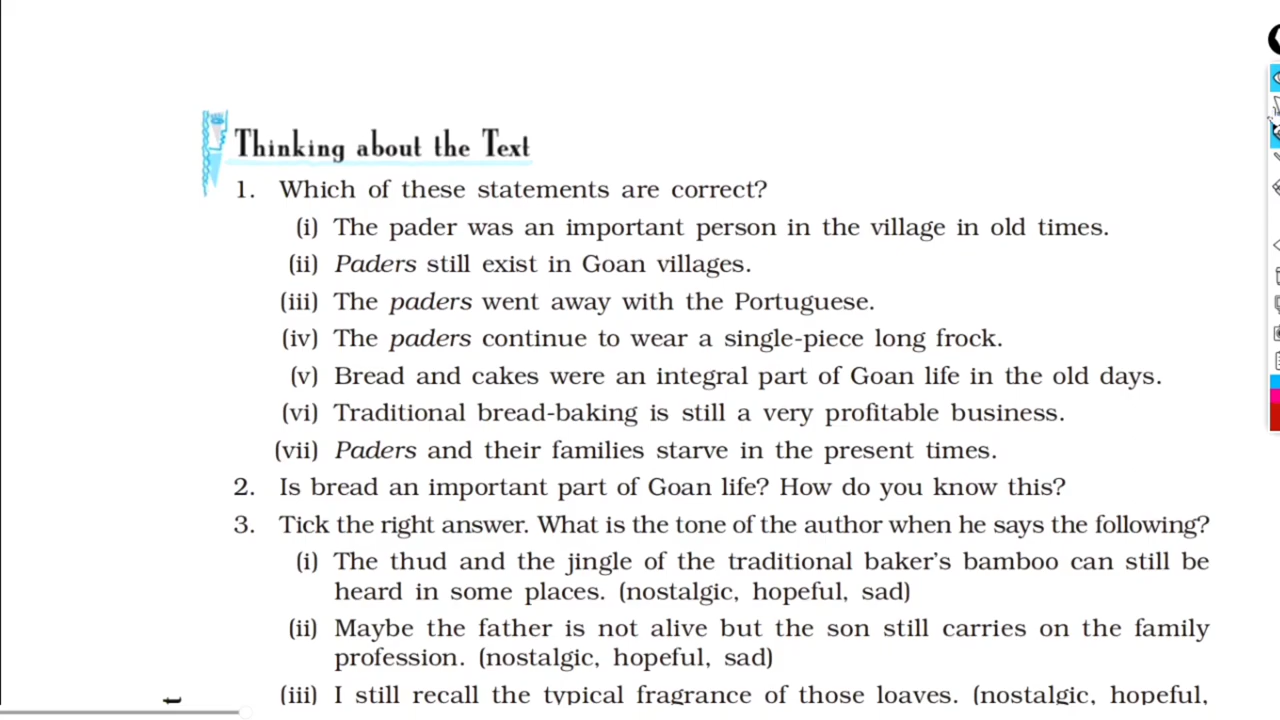 Thinking about the Text
1. Which of these statements are correct?
(i) The pader was an important person in the village in old times.
(ii) Paders still exist in Goan villages.
(iii) The paders went away with the Portuguese.
(iv) The paders continue to wear a single-piece long frock.
(v) Bread and cakes were an integral part of Goan life in the old days.
(vi) Traditional bread-baking is still a very profitable business.
(vii) Paders and their families starve in the present times.
2. Is bread an important part of Goan life? How do you know this?
3. Tick the right answer. What is the tone of the author when he says the following?
(i) The thud and the jingle of the traditional baker’s bamboo can still be
heard in some places. (nostalgic, hopeful, sad)
(ii) Maybe the father is not alive but the son still carries on the family
profession. (nostalgic, hopeful, sad)
(iii) I still recall the typical fragrance of those loaves. (nostalgic, hopeful,